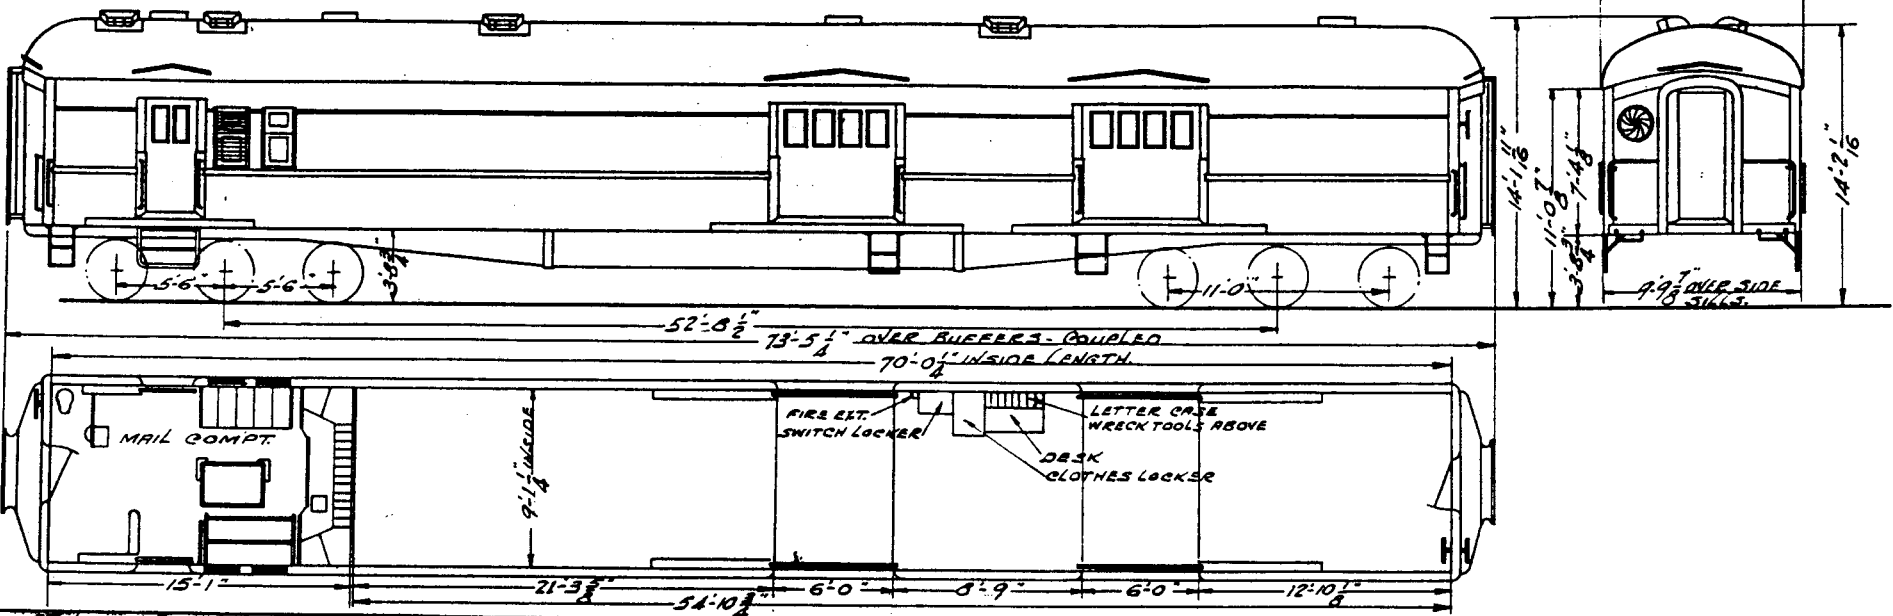 5'-6"
5'-6"
3'-8 3/4"
11'-0"
52'-8 1/2"
73'-5 1/4" OVER BUFFERS - COUPLED
70'-0 1/4" INSIDE LENGTH.
14'-1 11/16"
11'-0 7/8"
7'-4 1/8"
3'-8 3/4"
14'-2 1/16"
9'-9 7/8" OVER SIDE
SILLS.
MAIL COMPT.
9'-1 1/4" INSIDE
FIRE EXT.
SWITCH LOCKER
LETTER CASE
WRECK TOOLS ABOVE
DESK
CLOTHES LOCKER
15'-1"
21'-3 5/8"
6'-0"
8'-9"
6'-0"
12'-10 1/8"
54'-10 3/4"